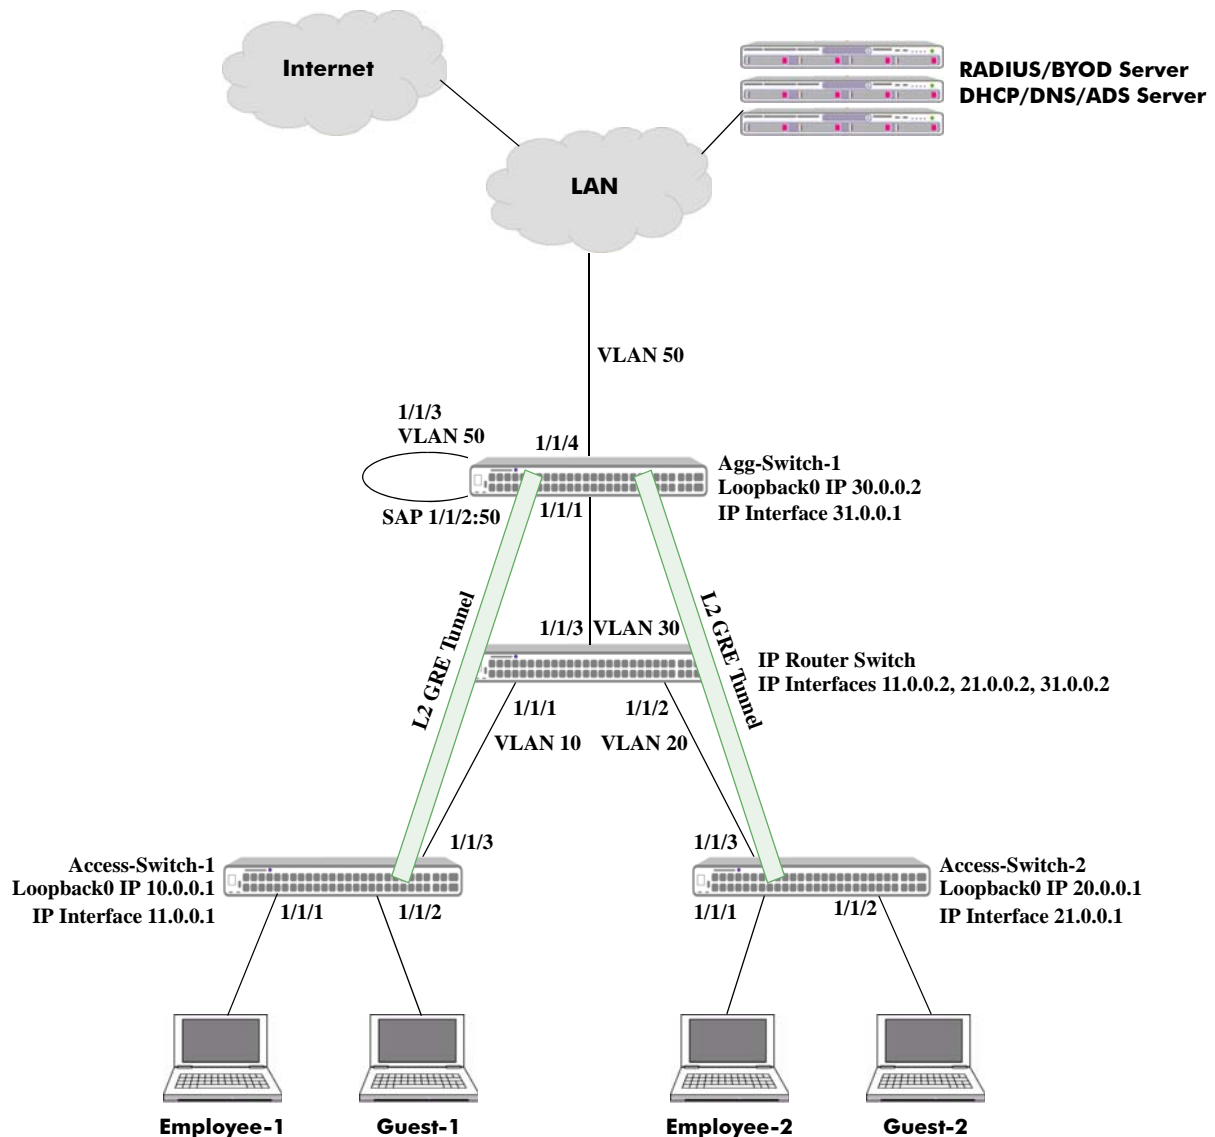 Internet
RADIUS/BYOD Server
DHCP/DNS/ADS Server
LAN
VLAN 50
1/1/3
VLAN 50
1/1/4
Agg-Switch-1
Loopback0 IP 30.0.0.2
IP Interface 31.0.0.1
SAP 1/1/2:50
1/1/1
L2 GRE Tunnel
L2 GRE Tunnel
1/1/3
VLAN 30
IP Router Switch
IP Interfaces 11.0.0.2, 21.0.0.2, 31.0.0.2
1/1/1
1/1/2
VLAN 10
VLAN 20
1/1/3
1/1/3
Access-Switch-1
Loopback0 IP 10.0.0.1
IP Interface 11.0.0.1
1/1/1
1/1/2
1/1/1
1/1/2
Access-Switch-2
Loopback0 IP 20.0.0.1
IP Interface 21.0.0.1
Employee-1
Guest-1
Employee-2
Guest-2